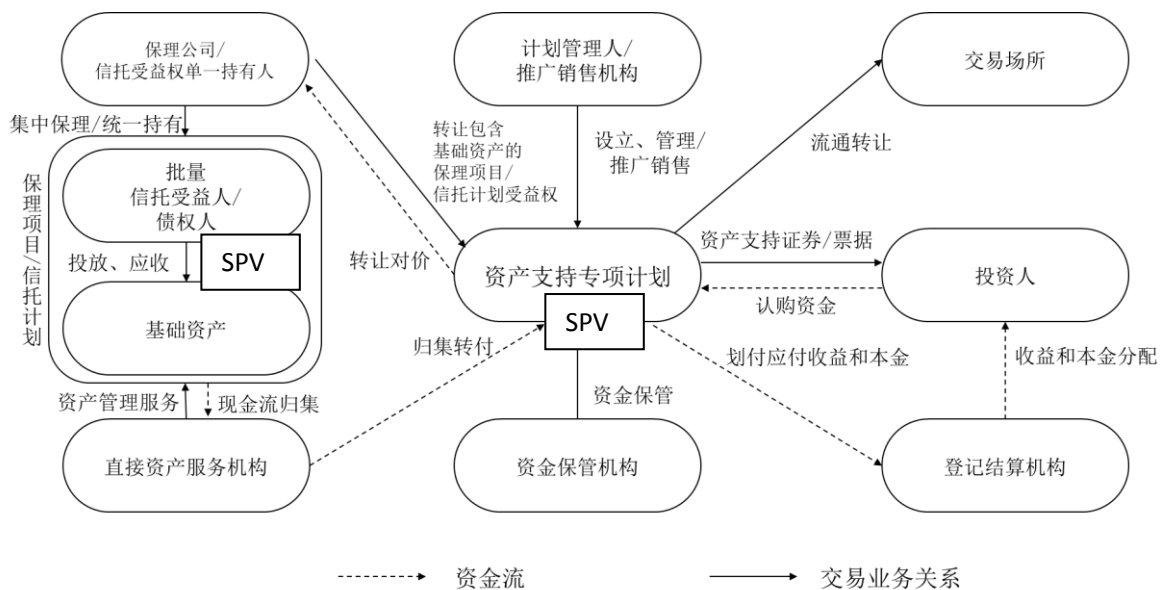 保理公司/
信托受益权单一持有人
计划管理人/
推广销售机构
交易场所
集中保理/统一持有
转让包含
基础资产的
保理项目/
信托计划受益权
设立、管理/
推广销售
流通转让
保理项目/信托计划
批量
信托受益人/
债权人
SPV
投放、应收
基础资产
转让对价
资产支持专项计划
SPV
资产支持证券/票据
认购资金
投资人
归集转付
划付应付收益和本金
收益和本金分配
资产管理服务
现金流归集
资金保管
直接资产服务机构
资金保管机构
登记结算机构
资金流
交易业务关系